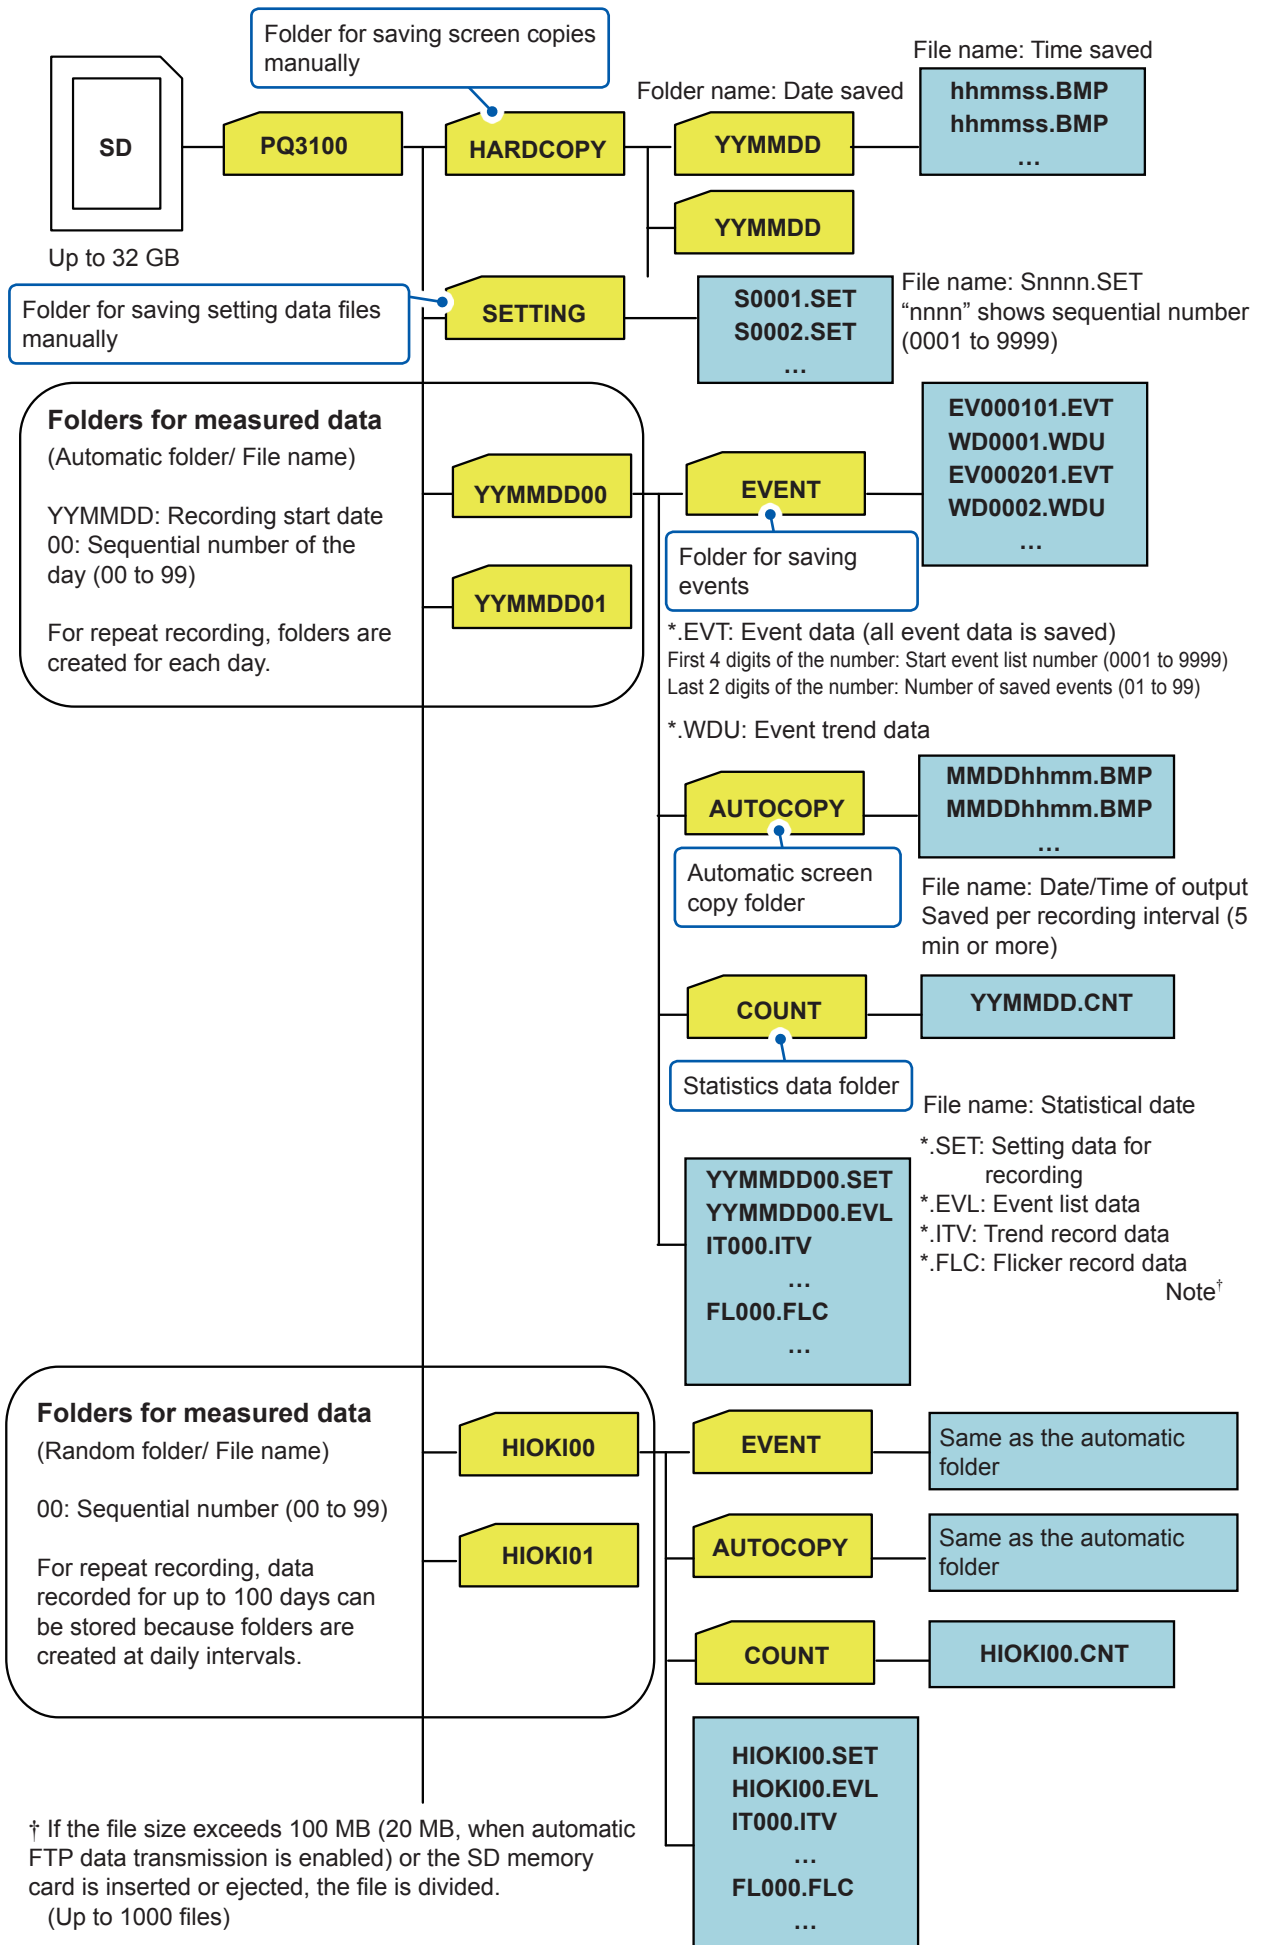 Folder for saving screen copies
manually
File name: Time saved
Folder name: Date saved
SD
PQ3100
HARDCOPY
YYMMDD
hhmmss.BMP
hhmmss.BMP
…
YYMMDD
Up to 32 GB
Folder for saving setting data files
manually
SETTING
S0001.SET
S0002.SET
…
File name: Snnnn.SET
“nnnn” shows sequential number
(0001 to 9999)
Folders for measured data
(Automatic folder/ File name)
YYMMDD: Recording start date
00: Sequential number of the
day (00 to 99)
For repeat recording, folders are
created for each day.
YYMMDD00
YYMMDD01
EVENT
Folder for saving
events
EV000101.EVT
WD0001.WDU
EV000201.EVT
WD0002.WDU
…
*.EVT: Event data (all event data is saved)
First 4 digits of the number: Start event list number (0001 to 9999)
Last 2 digits of the number: Number of saved events (01 to 99)
*.WDU: Event trend data
AUTOCOPY
Automatic screen
copy folder
MMDDhhmm.BMP
MMDDhhmm.BMP
…
File name: Date/Time of output
Saved per recording interval (5
min or more)
COUNT
Statistics data folder
YYMMDD.CNT
File name: Statistical date
YYMMDD00.SET
YYMMDD00.EVL
IT000.ITV
…
FL000.FLC
…
*.SET: Setting data for
recording
*.EVL: Event list data
*.ITV: Trend record data
*.FLC: Flicker record data
Note†
Folders for measured data
(Random folder/ File name)
00: Sequential number (00 to 99)
For repeat recording, data
recorded for up to 100 days can
be stored because folders are
created at daily intervals.
HIOKI00
HIOKI01
EVENT
Same as the automatic
folder
AUTOCOPY
Same as the automatic
folder
COUNT
HIOKI00.CNT
HIOKI00.SET
HIOKI00.EVL
IT000.ITV
…
FL000.FLC
…
† If the file size exceeds 100 MB (20 MB, when automatic
FTP data transmission is enabled) or the SD memory
card is inserted or ejected, the file is divided.
(Up to 1000 files)